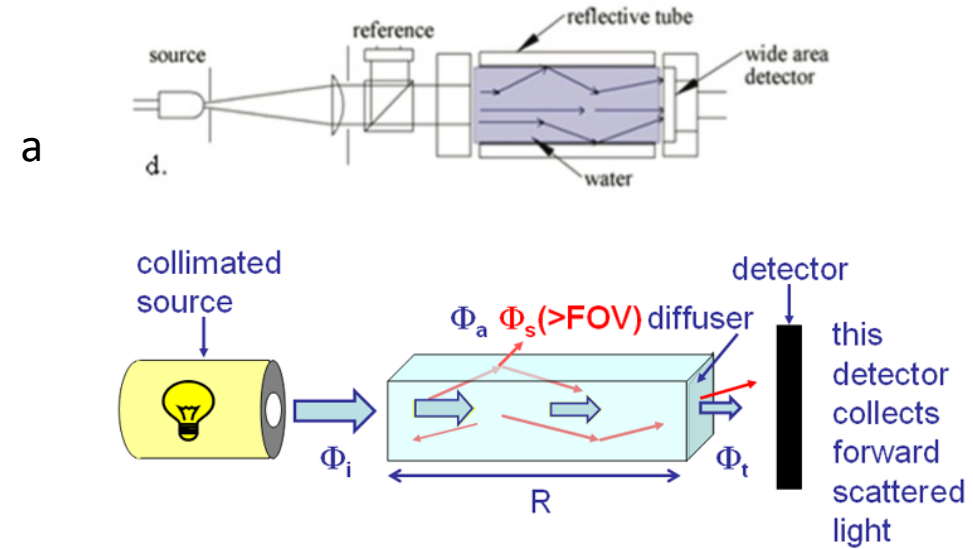 reflective tube
reference
source
wide area
detector
a
d.
water
collimated
source
detector
Φa Φs(>FOV) diffuser
this
detector
collects
forward
scattered
light
Φi
Φt
R